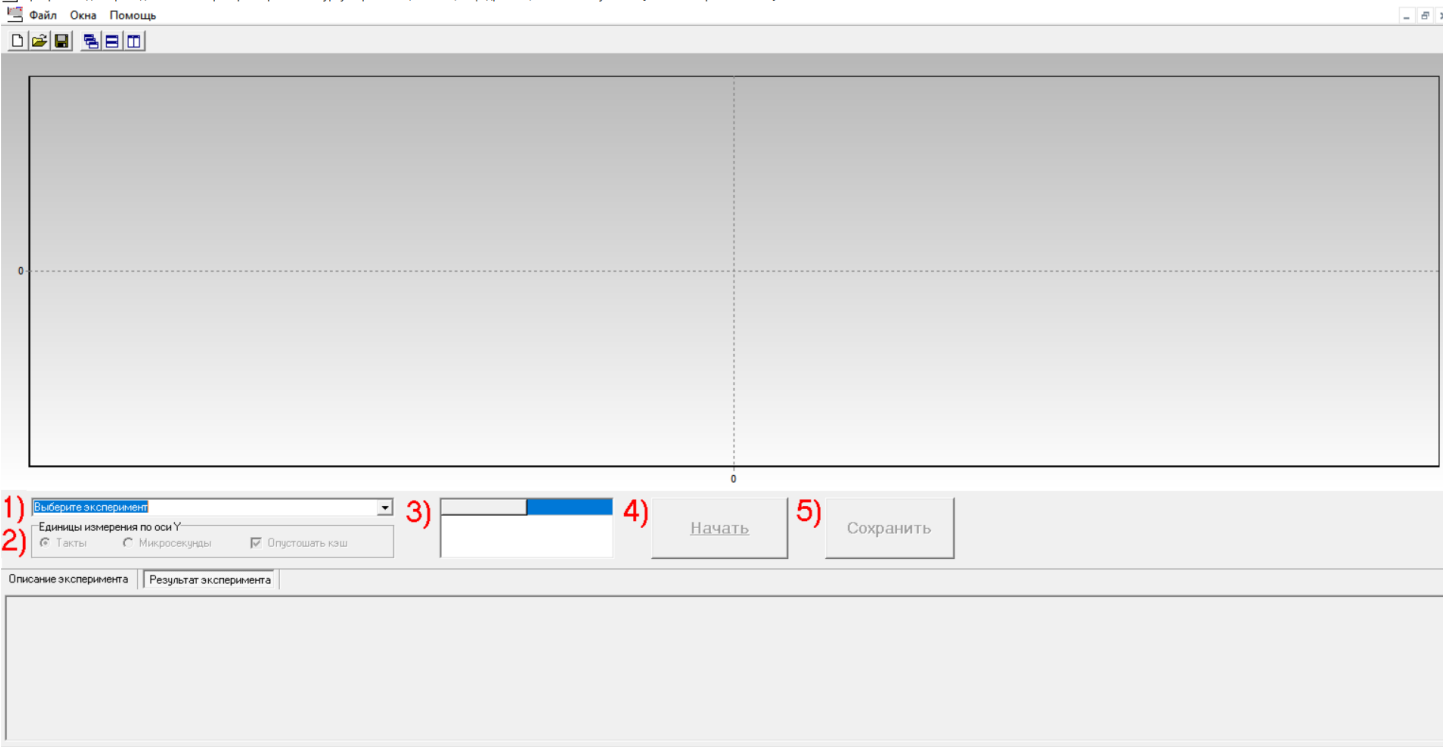 Файл Окна Помощь
0
0
1) Выберите эксперимент
Единицы измерения по оси Y
2) Такты Микросекунды Опустошать кэш
3)
4) Начать
5) Сохранить
Описание эксперимента Результат эксперимента